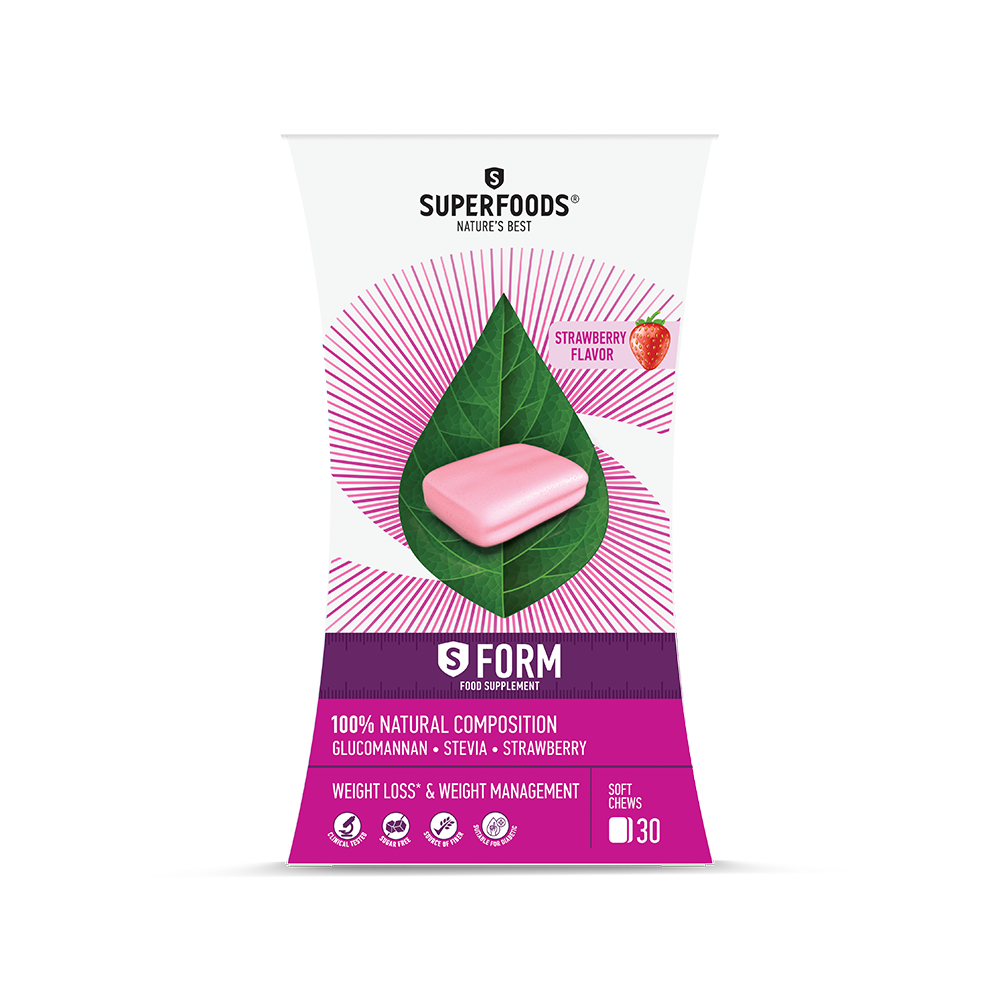 S
SUPERFOODS®
NATURE'S BEST
STRAWBERRY
FLAVOR
S FORM
FOOD SUPPLEMENT
100% NATURAL COMPOSITION
GLUCOMANNAN • STEVIA • STRAWBERRY
WEIGHT LOSS* & WEIGHT MANAGEMENT
SOFT
CHEWS
30
CLINICAL TESTED
SUGAR FREE
SOURCE OF FIBER
SUITABLE FOR DIABETIC